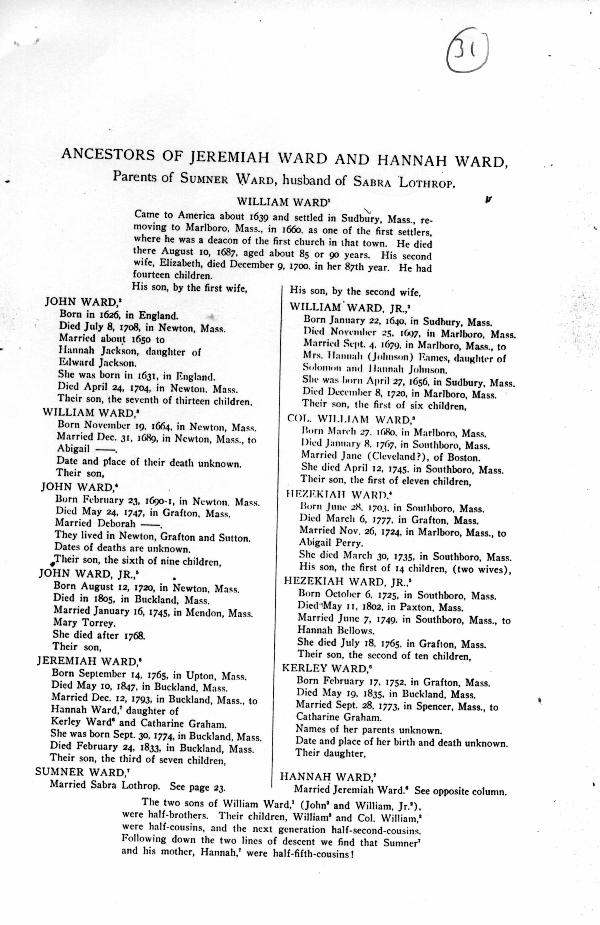 31
ANCESTORS OF JEREMIAH WARD AND HANNAH WARD,
Parents of SUMNER WARD, husband of SABRA LOTHROP.
WILLIAM WARD¹
Came to America about 1639 and settled in Sudbury, Mass., re-
moving to Marlboro, Mass., in 1660, as one of the first settlers,
where he was a deacon of the first church in that town. He died
there August 10, 1687, aged about 85 or 90 years. His second
wife, Elizabeth, died December 9, 1700, in her 87th year. He had
fourteen children.
His son, by the first wife,
JOHN WARD,²
Born in 1626, in England.
Died July 8, 1708, in Newton, Mass.
Married about 1650 to
Hannah Jackson, daughter of
Edward Jackson.
She was born in 1631, in England.
Died April 24, 1704, in Newton, Mass.
Their son, the seventh of thirteen children,
WILLIAM WARD,³
Born November 19, 1664, in Newton, Mass.
Married Dec. 31, 1689, in Newton, Mass., to
Abigail ——.
Date and place of their death unknown.
Their son,
JOHN WARD,⁴
Born February 23, 1690-1, in Newton, Mass.
Died May 24, 1747, in Grafton, Mass.
Married Deborah ——.
They lived in Newton, Grafton and Sutton.
Dates of deaths are unknown.
Their son, the sixth of nine children,
JOHN WARD, JR.,⁵
Born August 12, 1720, in Newton, Mass.
Died in 1805, in Buckland, Mass.
Married January 16, 1745, in Mendon, Mass.
Mary Torrey.
She died after 1768.
Their son,
JEREMIAH WARD,⁶
Born September 14, 1765, in Upton, Mass.
Died May 10, 1847, in Buckland, Mass.
Married Dec. 12, 1793, in Buckland, Mass., to
Hannah Ward,⁷ daughter of
Kerley Ward⁶ and Catharine Graham.
She was born Sept. 30, 1774, in Buckland, Mass.
Died February 24, 1833, in Buckland, Mass.
Their son, the third of seven children,
SUMNER WARD,⁷
Married Sabra Lothrop. See page 23.
His son, by the second wife,
WILLIAM WARD, JR.,²
Born January 22, 1640, in Sudbury, Mass.
Died November 25, 1697, in Marlboro, Mass.
Married Sept. 4, 1679, in Marlboro, Mass., to
Mrs. Hannah (Johnson) Eames, daughter of
Solomon and Hannah Johnson.
She was born April 27, 1656, in Sudbury, Mass.
Died December 8, 1720, in Marlboro, Mass.
Their son, the first of six children,
COL. WILLIAM WARD,³
Born March 27, 1680, in Marlboro, Mass.
Died January 8, 1767, in Southboro, Mass.
Married Jane (Cleveland?), of Boston.
She died April 12, 1745, in Southboro, Mass.
Their son, the first of eleven children,
HEZEKIAH WARD,⁴
Born June 28, 1703, in Southboro, Mass.
Died March 6, 1777, in Grafton, Mass.
Married Nov. 26, 1724, in Marlboro, Mass., to
Abigail Perry.
She died March 30, 1735, in Southboro, Mass.
His son, the first of 14 children, (two wives),
HEZEKIAH WARD, JR.,⁵
Born October 6, 1725, in Southboro, Mass.
Died May 11, 1802, in Paxton, Mass.
Married June 7, 1749, in Southboro, Mass., to
Hannah Bellows.
She died July 18, 1765, in Grafton, Mass.
Their son, the second of ten children,
KERLEY WARD,⁶
Born February 17, 1752, in Grafton, Mass.
Died May 19, 1835, in Buckland, Mass.
Married Sept. 28, 1773, in Spencer, Mass., to
Catharine Graham.
Names of her parents unknown.
Date and place of her birth and death unknown.
Their daughter,
HANNAH WARD,⁷
Married Jeremiah Ward.⁶ See opposite column.
The two sons of William Ward,¹ (John² and William, Jr.²),
were half-brothers. Their children, William³ and Col. William,³
were half-cousins, and the next generation half-second-cousins.
Following down the two lines of descent we find that Sumner⁷
and his mother, Hannah,⁷ were half-fifth-cousins!